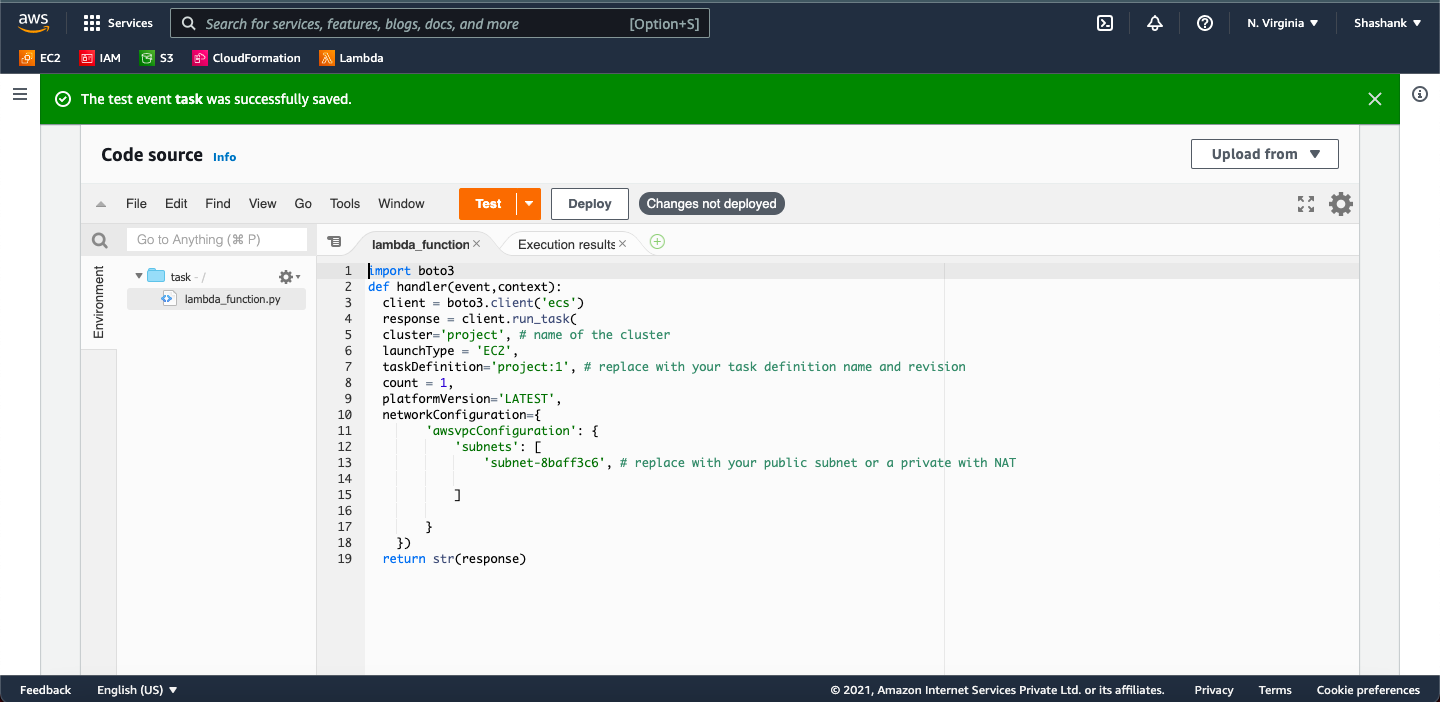 aws Services Search for services, features, blogs, docs, and more [Option+S] N. Virginia Shashank
EC2 IAM S3 CloudFormation Lambda
The test event task was successfully saved.
Code source Info Upload from
File Edit Find View Go Tools Window Test Deploy Changes not deployed
Go to Anything (⌘ P) lambda_function Execution results
Environment
task - /
lambda_function.py
1 import boto3
2 def handler(event,context):
3 client = boto3.client('ecs')
4 response = client.run_task(
5 cluster='project', # name of the cluster
6 launchType = 'EC2',
7 taskDefinition='project:1', # replace with your task definition name and revision
8 count = 1,
9 platformVersion='LATEST',
10 networkConfiguration={
11 'awsvpcConfiguration': {
12 'subnets': [
13 'subnet-8baff3c6', # replace with your public subnet or a private with NAT
14
15 ]
16
17 }
18 })
19 return str(response)
Feedback English (US) © 2021, Amazon Internet Services Private Ltd. or its affiliates. Privacy Terms Cookie preferences